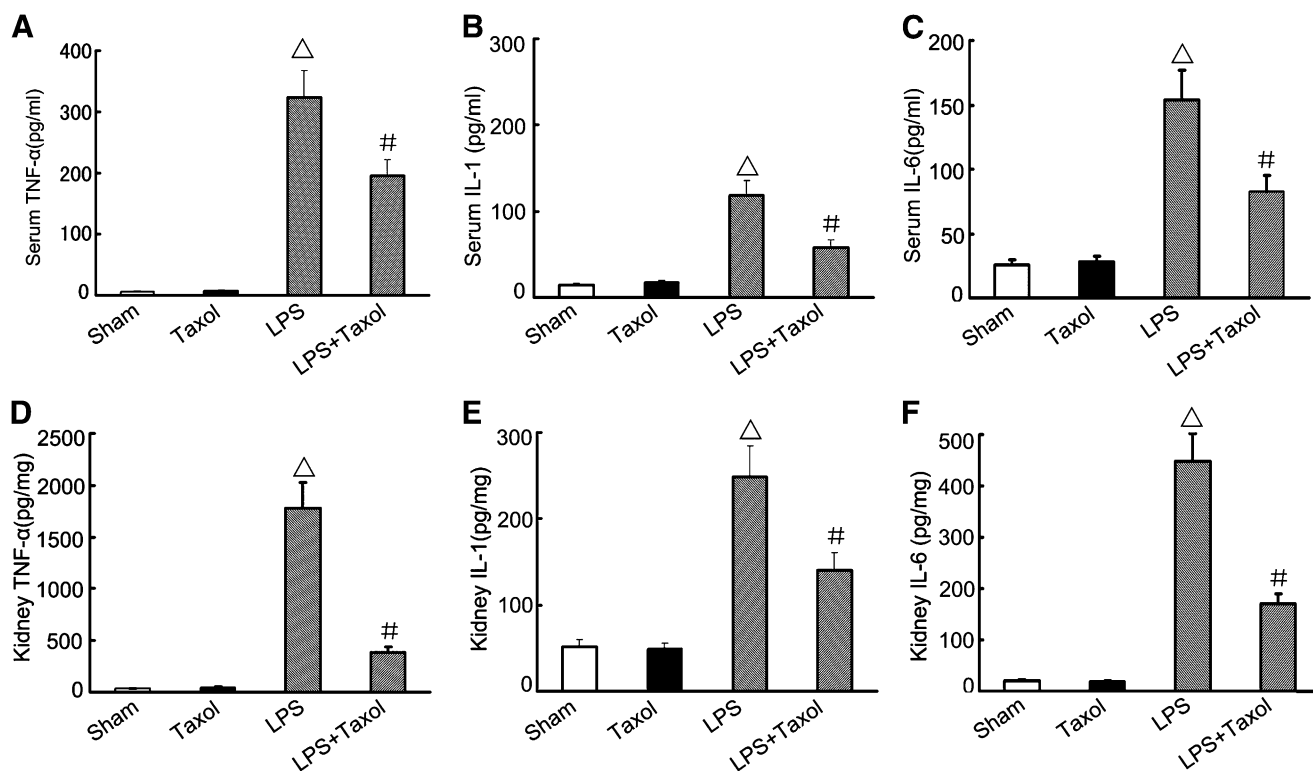 A
Serum TNF-α(pg/ml)
400
300
200
100
0
△
#
Sham
Taxol
LPS
LPS+Taxol
B
Serum IL-1 (pg/ml)
300
200
100
0
△
#
Sham
Taxol
LPS
LPS+Taxol
C
Serum IL-6(pg/ml)
200
150
100
50
0
△
#
Sham
Taxol
LPS
LPS+Taxol
D
Kidney TNF-α(pg/mg)
2500
2000
1500
1000
500
0
△
#
Sham
Taxol
LPS
LPS+Taxol
E
Kidney IL-1(pg/mg)
300
200
100
0
△
#
Sham
Taxol
LPS
LPS+Taxol
F
Kidney IL-6 (pg/mg)
500
400
300
200
100
0
△
#
Sham
Taxol
LPS
LPS+Taxol